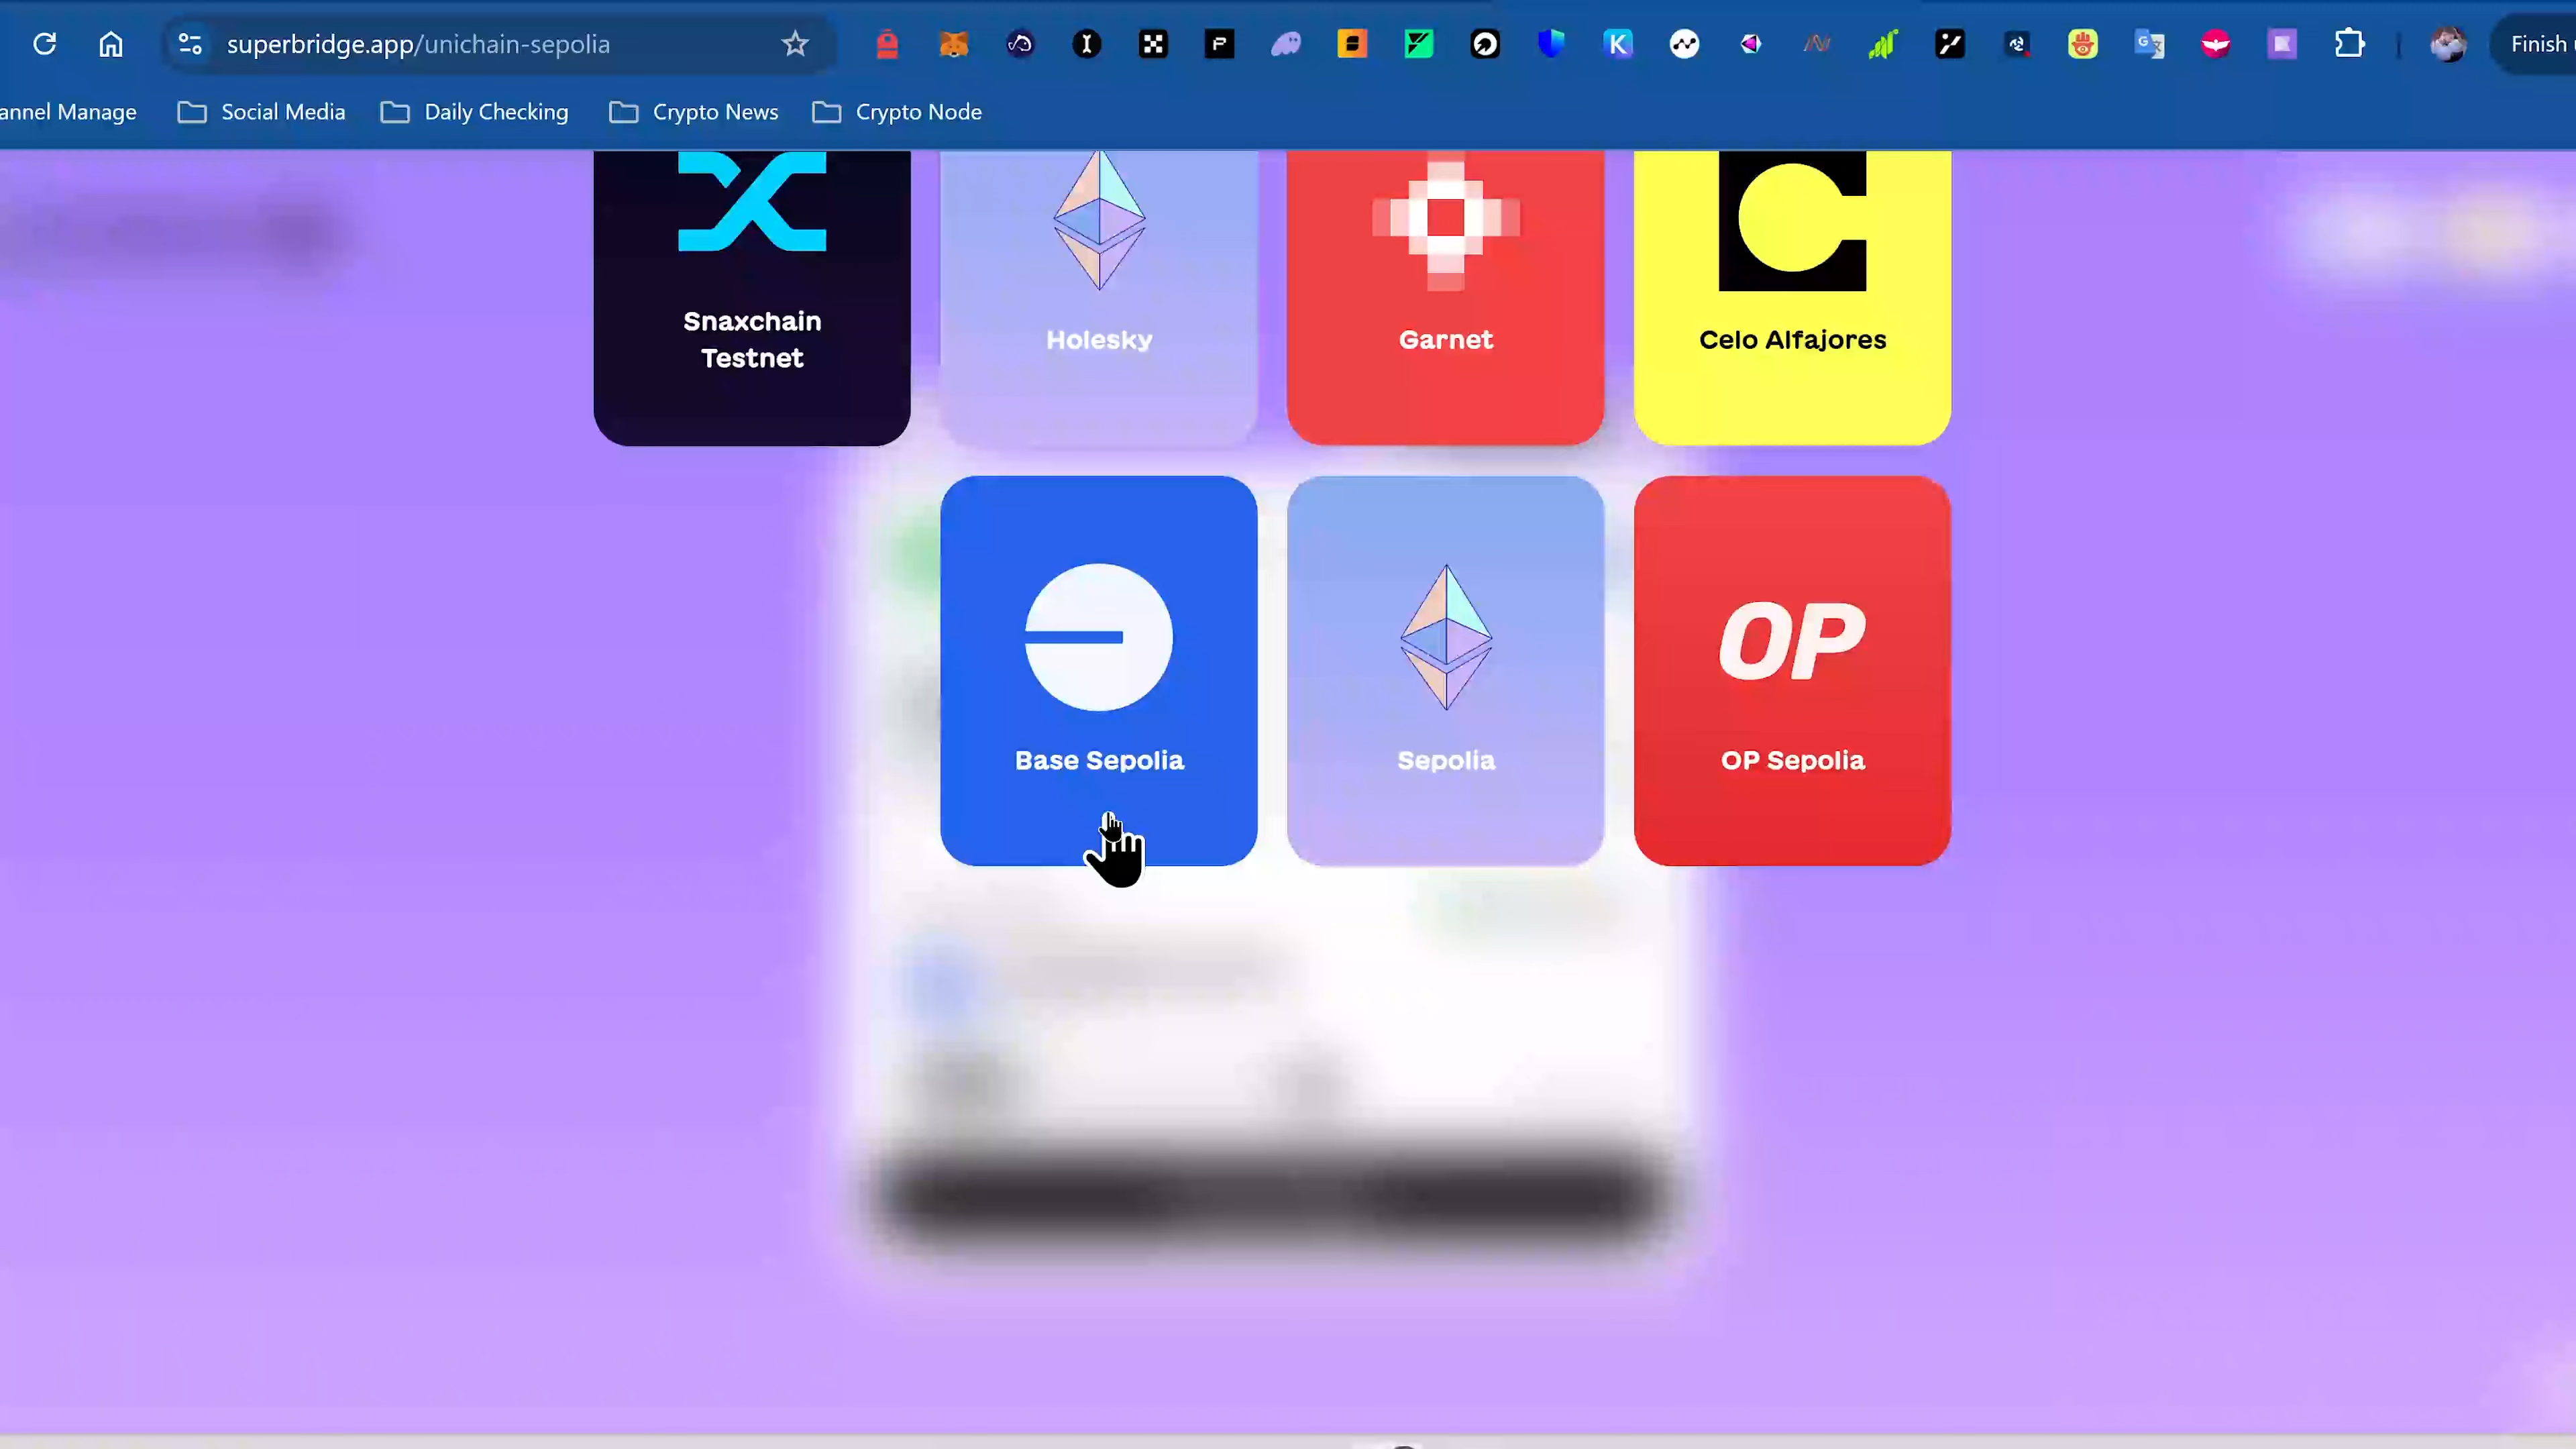 superbridge.app/unichain-sepolia
Finish
annel Manage
Social Media
Daily Checking
Crypto News
Crypto Node
Snaxchain
Testnet
Holesky
Garnet
Celo Alfajores
Base Sepolia
Sepolia
OP
OP Sepolia